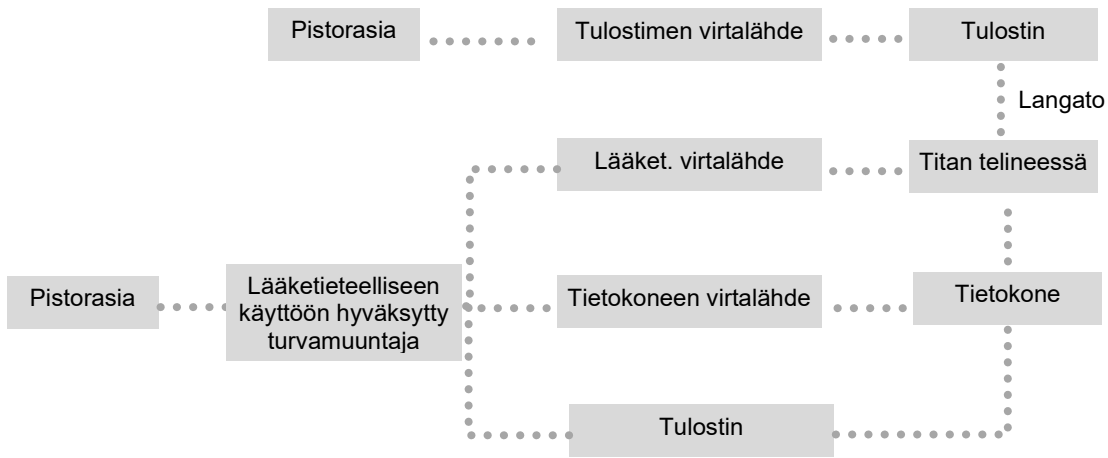 Pistorasia
Tulostimen virtalähde
Tulostin
Langato
Lääket. virtalähde
Titan telineessä
Pistorasia
Lääketieteelliseen
käyttöön hyväksytty
turvamuuntaja
Tietokoneen virtalähde
Tietokone
Tulostin